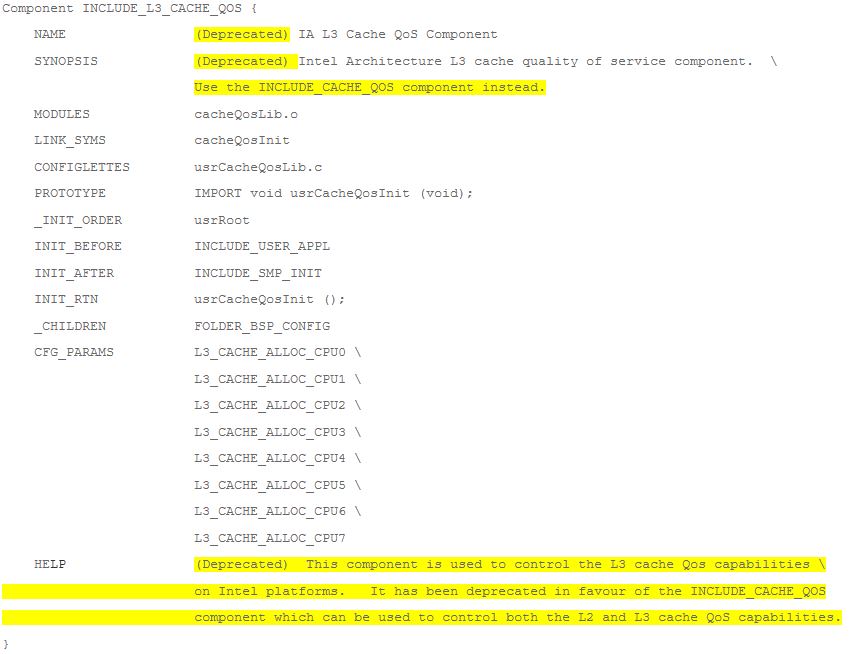 Component INCLUDE_L3_CACHE_QOS {
NAME (Deprecated) IA L3 Cache QoS Component
SYNOPSIS (Deprecated) Intel Architecture L3 cache quality of service component. \
Use the INCLUDE_CACHE_QOS component instead.
MODULES cacheQosLib.o
LINK_SYMS cacheQosInit
CONFIGLETTES usrCacheQosLib.c
PROTOTYPE IMPORT void usrCacheQosInit (void);
_INIT_ORDER usrRoot
INIT_BEFORE INCLUDE_USER_APPL
INIT_AFTER INCLUDE_SMP_INIT
INIT_RTN usrCacheQosInit ();
_CHILDREN FOLDER_BSP_CONFIG
CFG_PARAMS L3_CACHE_ALLOC_CPU0 \
L3_CACHE_ALLOC_CPU1 \
L3_CACHE_ALLOC_CPU2 \
L3_CACHE_ALLOC_CPU3 \
L3_CACHE_ALLOC_CPU4 \
L3_CACHE_ALLOC_CPU5 \
L3_CACHE_ALLOC_CPU6 \
L3_CACHE_ALLOC_CPU7
HELP (Deprecated) This component is used to control the L3 cache Qos capabilities \
on Intel platforms. It has been deprecated in favour of the INCLUDE_CACHE_QOS
component which can be used to control both the L2 and L3 cache QoS capabilities.
}